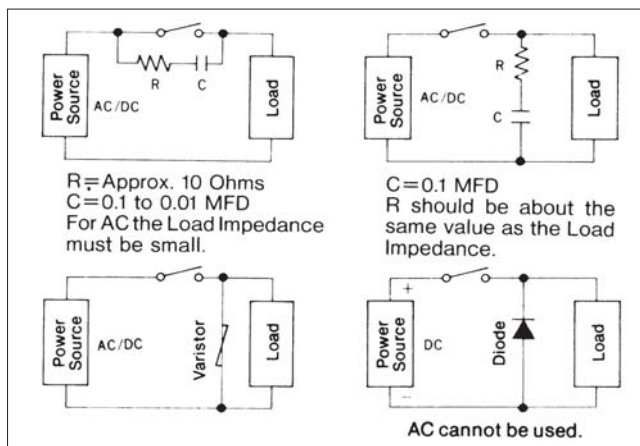 Power
Source
AC/DC
R
C
Load
R≒Approx. 10 Ohms
C=0.1 to 0.01 MFD
For AC the Load Impedance
must be small.
Power
Source
AC/DC
R
C
Load
C=0.1 MFD
R should be about the
same value as the Load
Impedance.
Power
Source
AC/DC
Varistor
Load
Power
Source
+
DC
−
Diode
Load
AC cannot be used.